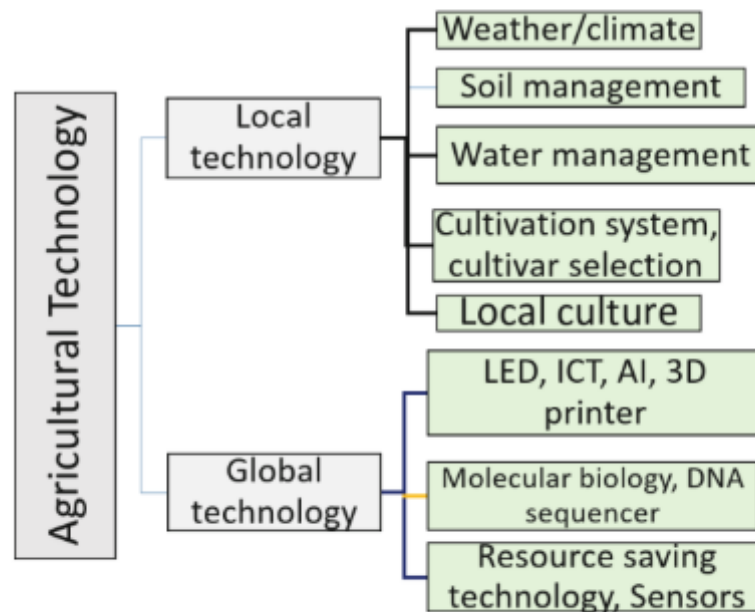 Agricultural Technology
Local
technology
Weather/climate
Soil management
Water management
Cultivation system,
cultivar selection
Local culture
Global
technology
LED, ICT, AI, 3D
printer
Molecular biology, DNA
sequencer
Resource saving
technology, Sensors